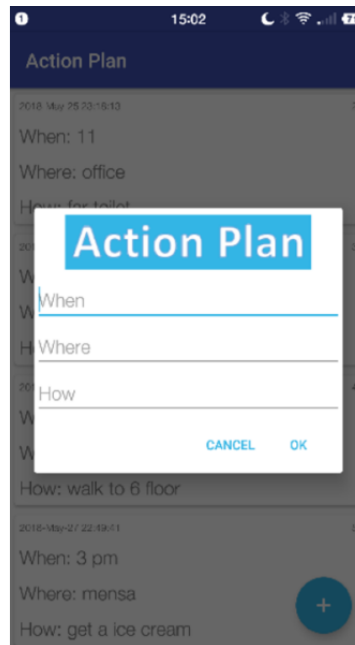 15:02
Action Plan
2018-May-25 23:16:13
When: 11
Where: office
How: for toilet
Action Plan
When
Where
How
CANCEL OK
How: walk to 6 floor
2018-May-27 22:49:41
When: 3 pm
Where: mensa
How: get a ice cream
+